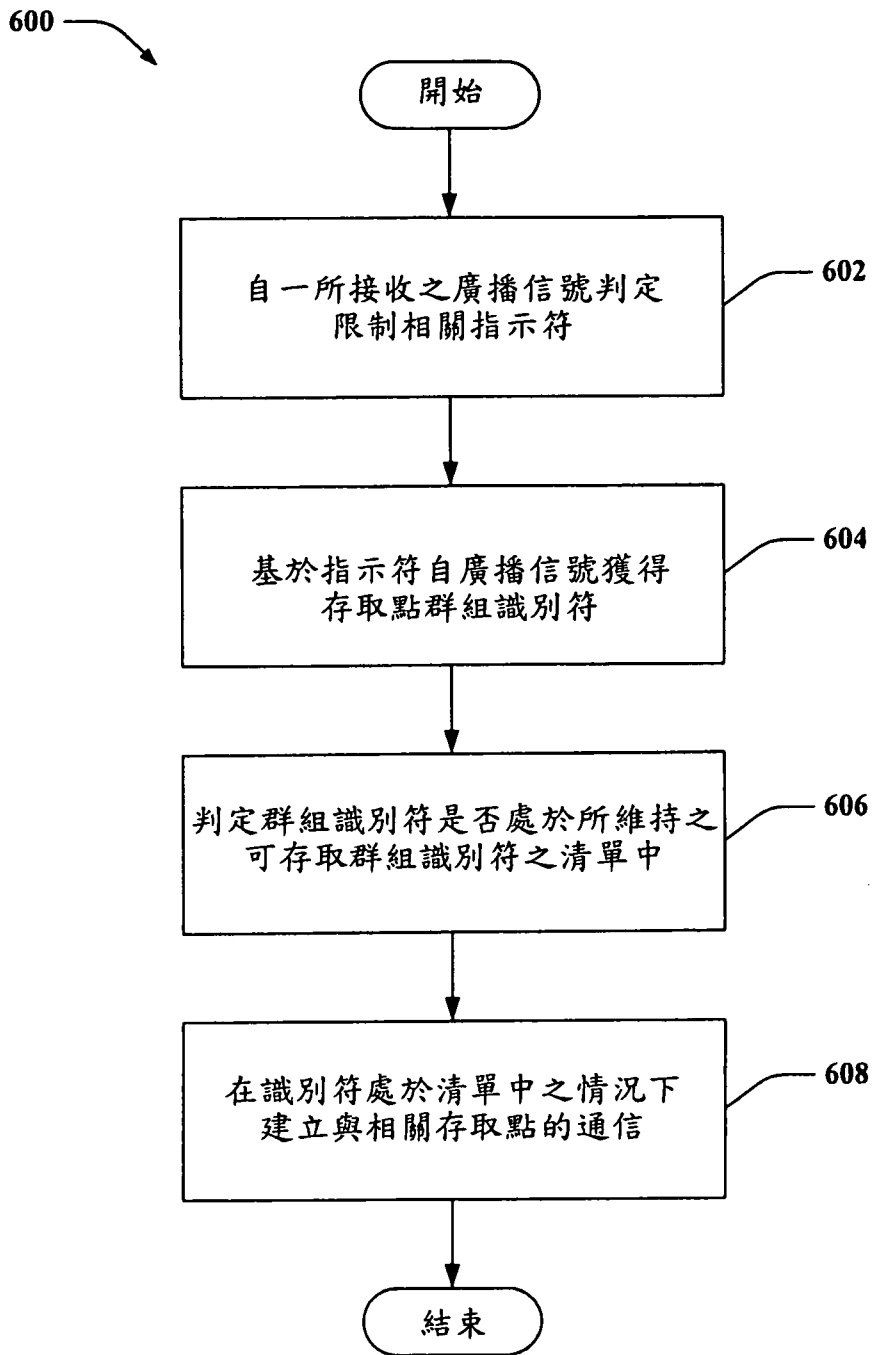 600
開始
自一所接收之廣播信號判定
限制相關指示符
602
基於指示符自廣播信號獲得
存取點群組識別符
604
判定群組識別符是否處於所維持之
可存取群組識別符之清單中
606
在識別符處於清單中之情況下
建立與相關存取點的通信
608
結束